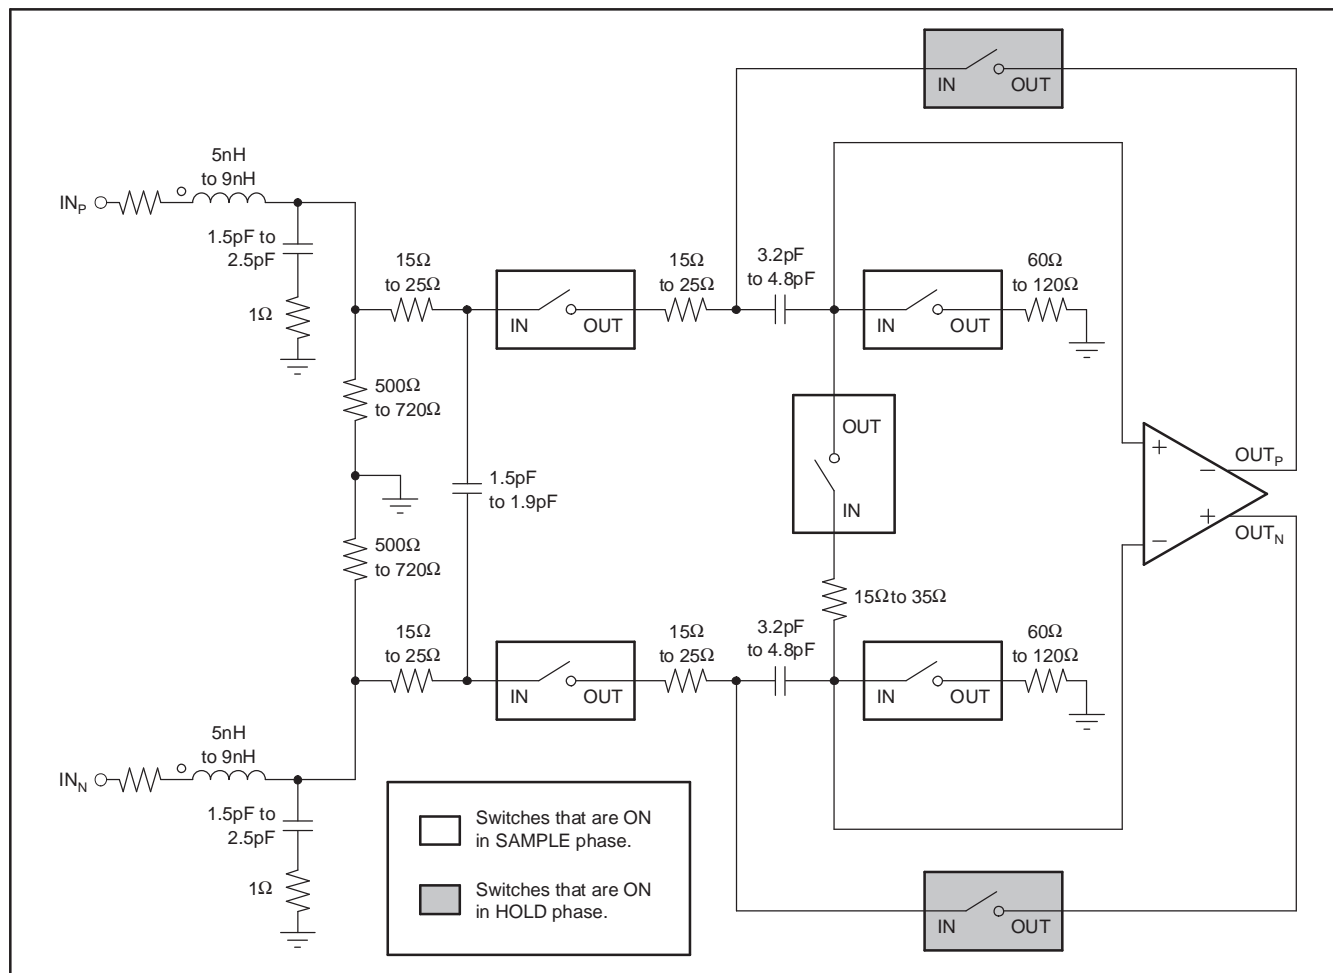 IN OUT
5nH
to 9nH
INP
1.5pF to
2.5pF
1Ω
15Ω
to 25Ω
IN OUT
15Ω
to 25Ω
3.2pF
to 4.8pF
IN OUT
60Ω
to 120Ω
500Ω
to 720Ω
OUT
IN
1.5pF
to 1.9pF
+
−
−
+
OUTP
OUTN
500Ω
to 720Ω
15Ω to 35Ω
15Ω
to 25Ω
IN OUT
15Ω
to 25Ω
3.2pF
to 4.8pF
IN OUT
60Ω
to 120Ω
5nH
to 9nH
INN
1.5pF to
2.5pF
1Ω
Switches that are ON
in SAMPLE phase.
Switches that are ON
in HOLD phase.
IN OUT